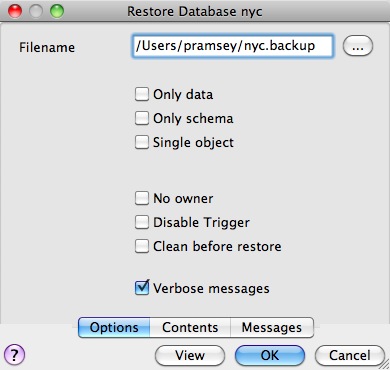 Restore Database nyc
Filename /Users/pramsey/nyc.backup ...
Only data
Only schema
Single object
No owner
Disable Trigger
Clean before restore
Verbose messages
Options Contents Messages
? View OK Cancel